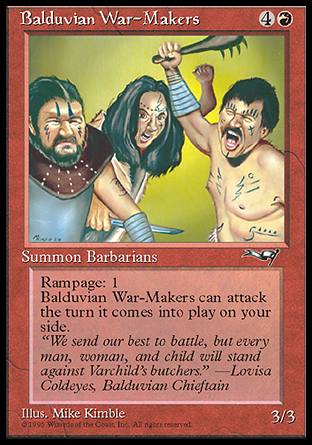 Balduvian War-Makers 4
Summon Barbarians
Rampage: 1
Balduvian War-Makers can attack
the turn it comes into play on your
side.
“We send our best to battle, but every
man, woman, and child will stand
against Varchild's butchers.” —Lovisa
Coldeyes, Balduvian Chieftain
Illus. Mike Kimble
3/3
© 1996 Wizards of the Coast, Inc. All rights reserved.